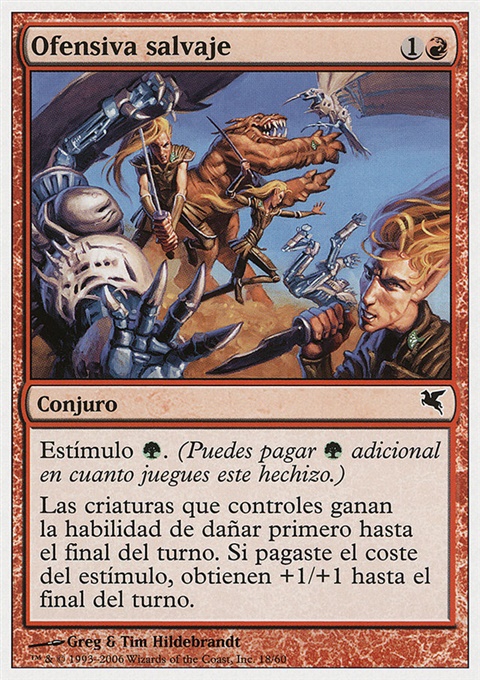 Ofensiva salvaje 1
Conjuro
Estímulo . (Puedes pagar adicional
en cuanto juegues este hechizo.)
Las criaturas que controles ganan
la habilidad de dañar primero hasta
el final del turno. Si pagaste el coste
del estímulo, obtienen +1/+1 hasta el
final del turno.
Greg & Tim Hildebrandt
™ & © 1993–2006 Wizards of the Coast, Inc. 18/60